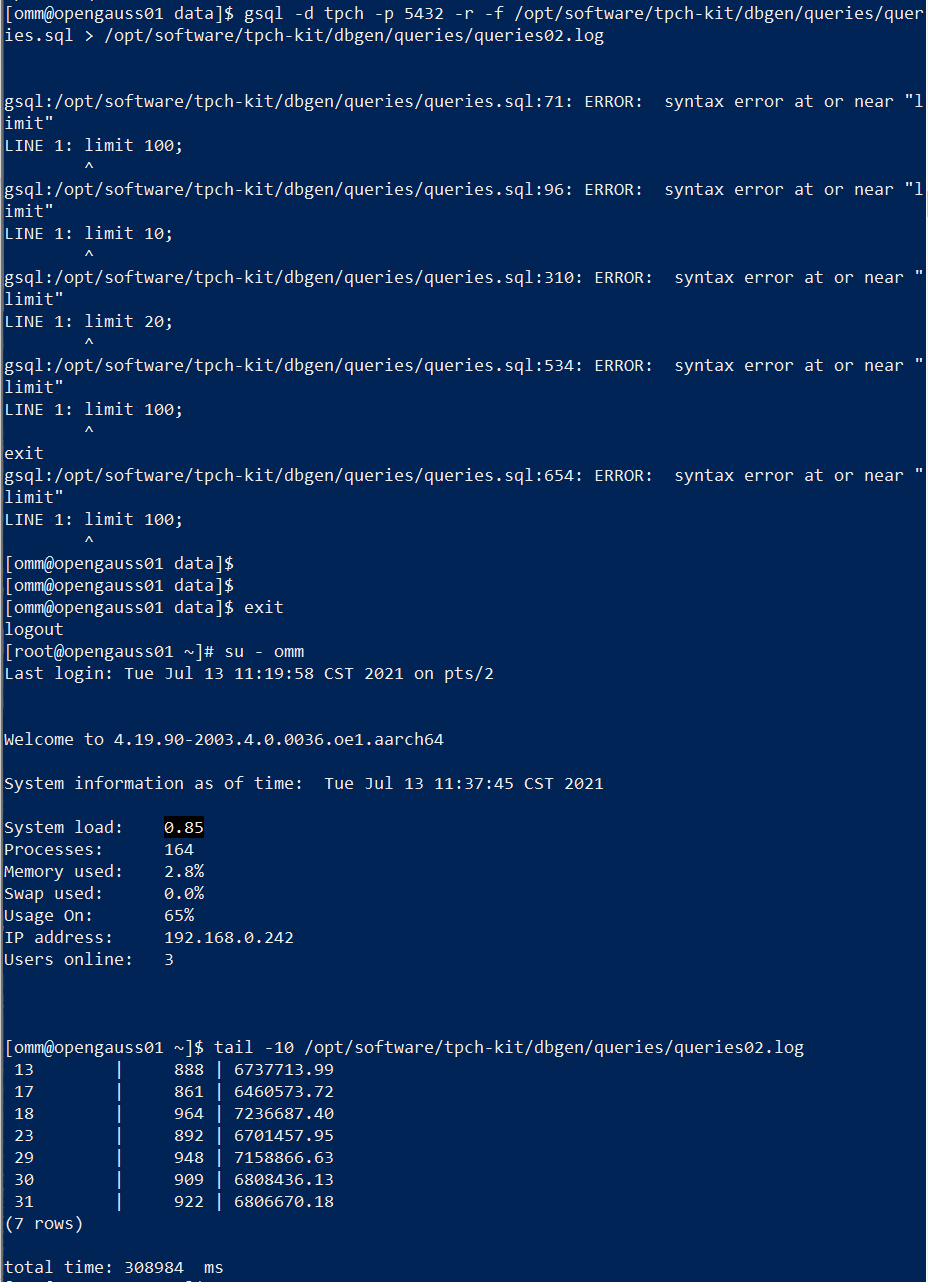 [omm@opengauss01 data]$ gsql -d tpch -p 5432 -r -f /opt/software/tpch-kit/dbgen/queries/quer
ies.sql > /opt/software/tpch-kit/dbgen/queries/queries02.log
gsql:/opt/software/tpch-kit/dbgen/queries/queries.sql:71: ERROR:  syntax error at or near "l
imit"
LINE 1: limit 100;
        ^
gsql:/opt/software/tpch-kit/dbgen/queries/queries.sql:96: ERROR:  syntax error at or near "l
imit"
LINE 1: limit 10;
        ^
gsql:/opt/software/tpch-kit/dbgen/queries/queries.sql:310: ERROR:  syntax error at or near "
limit"
LINE 1: limit 20;
        ^
gsql:/opt/software/tpch-kit/dbgen/queries/queries.sql:534: ERROR:  syntax error at or near "
limit"
LINE 1: limit 100;
        ^
exit
gsql:/opt/software/tpch-kit/dbgen/queries/queries.sql:654: ERROR:  syntax error at or near "
limit"
LINE 1: limit 100;
        ^
[omm@opengauss01 data]$
[omm@opengauss01 data]$
[omm@opengauss01 data]$ exit
logout
[root@opengauss01 ~]# su - omm
Last login: Tue Jul 13 11:19:58 CST 2021 on pts/2
Welcome to 4.19.90-2003.4.0.0036.oe1.aarch64
System information as of time:  Tue Jul 13 11:37:45 CST 2021
System load:    0.85
Processes:      164
Memory used:    2.8%
Swap used:      0.0%
Usage On:       65%
IP address:     192.168.0.242
Users online:   3
[omm@opengauss01 ~]$ tail -10 /opt/software/tpch-kit/dbgen/queries/queries02.log
 13         |     888 | 6737713.99
 17         |     861 | 6460573.72
 18         |     964 | 7236687.40
 23         |     892 | 6701457.95
 29         |     948 | 7158866.63
 30         |     909 | 6808436.13
 31         |     922 | 6806670.18
(7 rows)
total time: 308984  ms